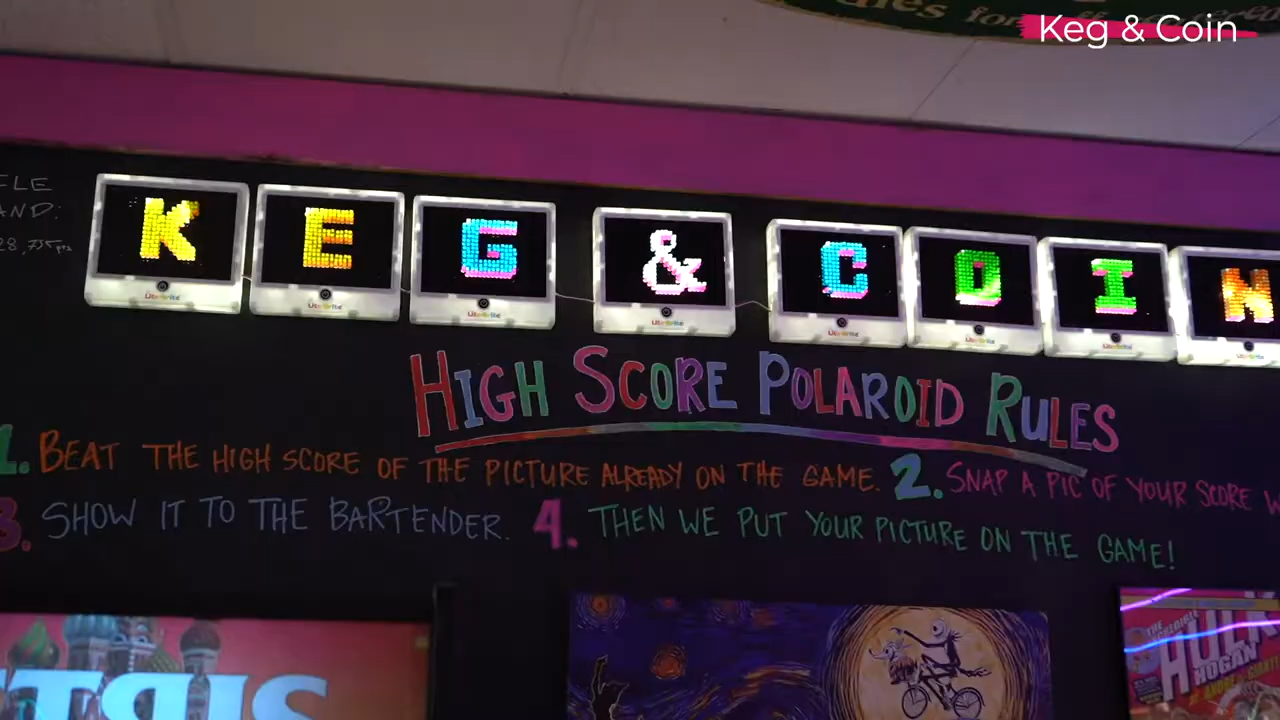 Keg & Coin
K E G & C O I N
HIGH SCORE POLAROID RULES
1. BEAT THE HIGH SCORE OF THE PICTURE ALREADY ON THE GAME. 2. SNAP A PIC OF YOUR SCORE
3. SHOW IT TO THE BARTENDER. 4. THEN WE PUT YOUR PICTURE ON THE GAME!
THE INCREDIBLE
HULK
HOGAN